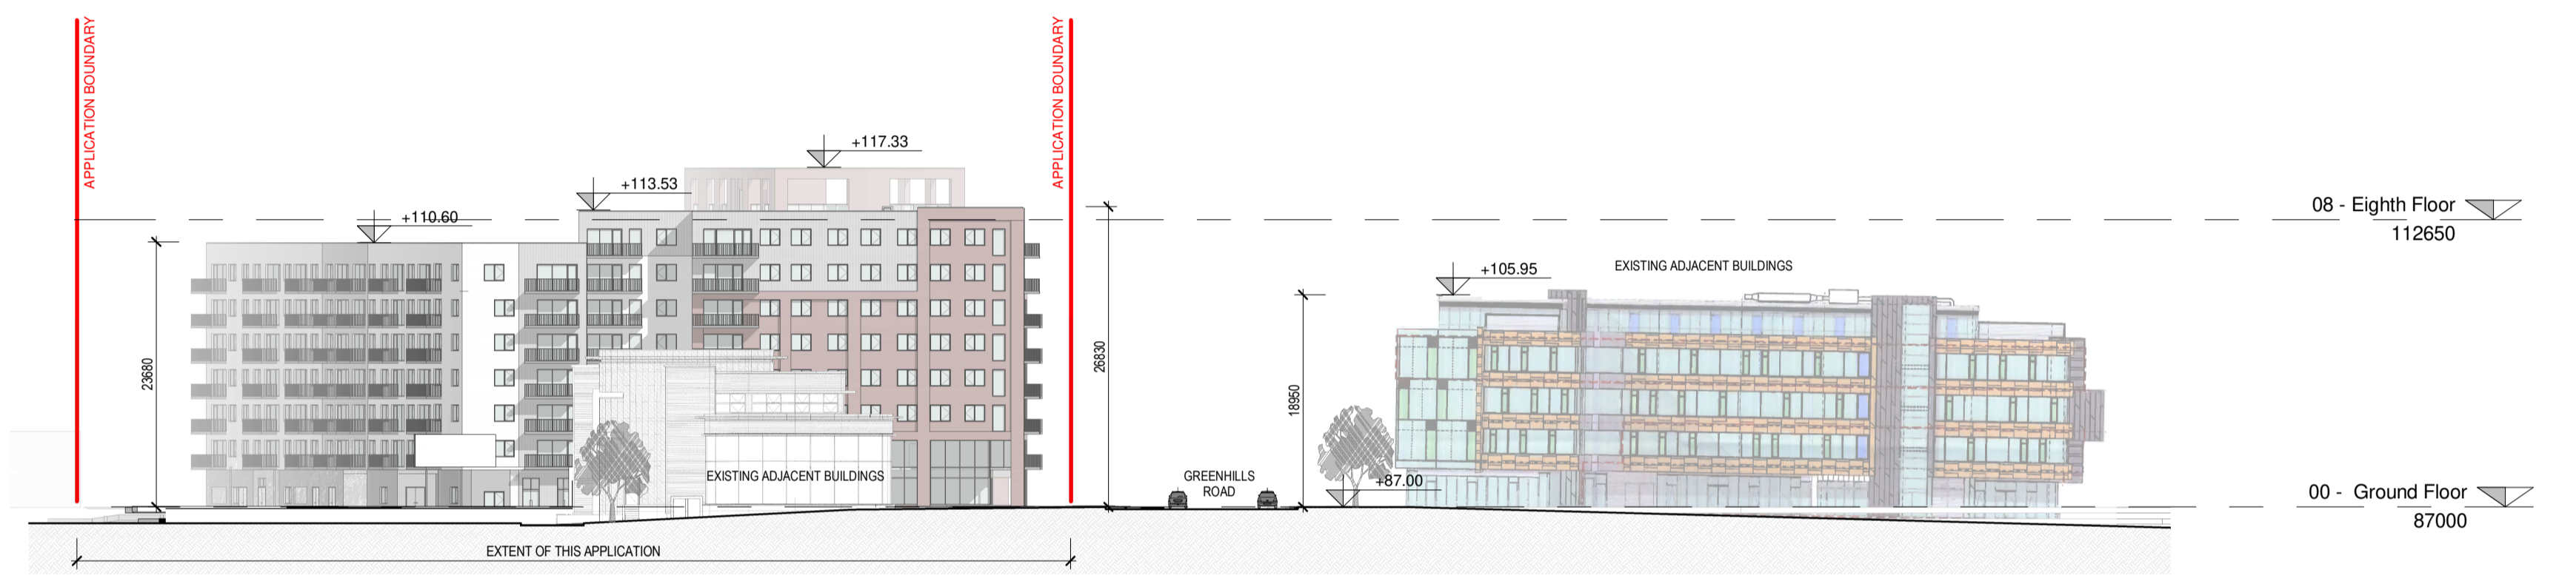 APPLICATION BOUNDARY
APPLICATION BOUNDARY
+117.33
+113.53
+110.60
08 - Eighth Floor
112650
+105.95
EXISTING ADJACENT BUILDINGS
23680
26830
18950
EXISTING ADJACENT BUILDINGS
GREENHILLS
ROAD
+87.00
00 - Ground Floor
87000
EXTENT OF THIS APPLICATION